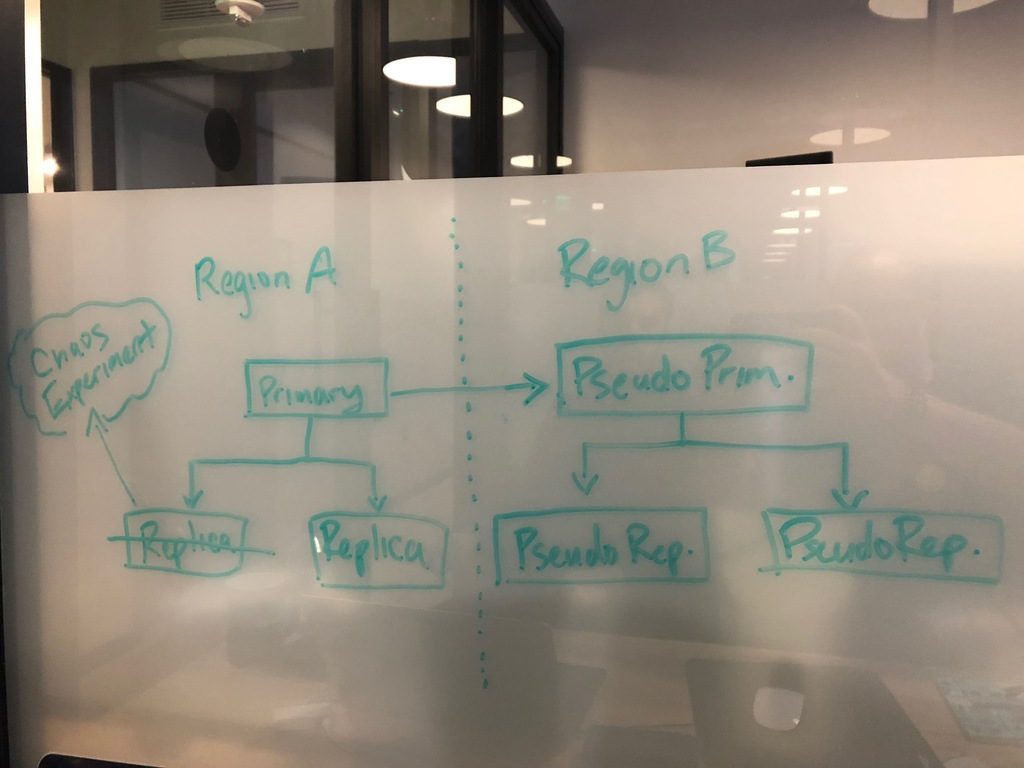 Region A
Region B
Chaos
Experiment
Primary
Pseudo Prim.
Replica
Replica
Pseudo Rep.
Pseudo Rep.